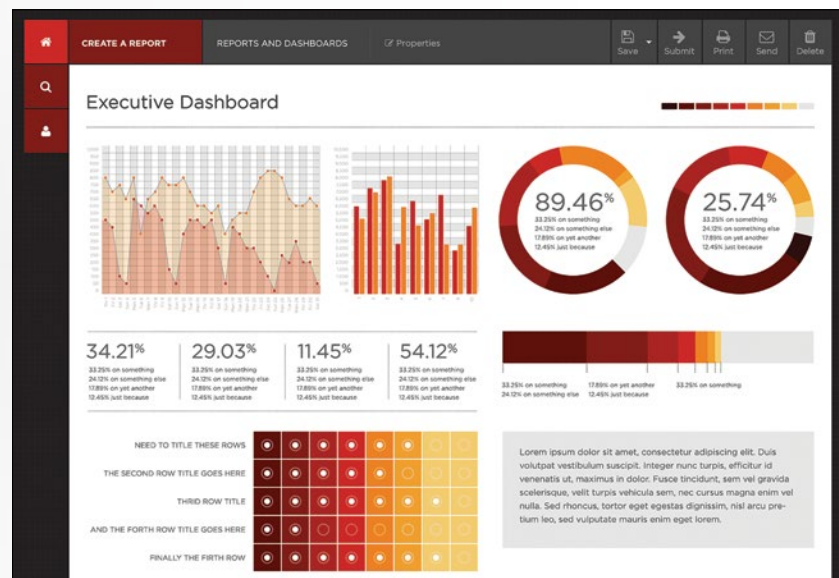 CREATE A REPORT
REPORTS AND DASHBOARDS
Properties
Save
Submit
Print
Send
Delete
Executive Dashboard
89.46%
33.25% on something
24.12% on something else
17.89% on yet another
12.45% just because
25.74%
33.25% on something
24.12% on something else
17.89% on yet another
12.45% just because
34.21%
33.25% on something
24.12% on something else
17.89% on yet another
12.45% just because
29.03%
33.25% on something
24.12% on something else
17.89% on yet another
12.45% just because
11.45%
33.25% on something
24.12% on something else
17.89% on yet another
12.45% just because
54.12%
33.25% on something
24.12% on something else
17.89% on yet another
12.45% just because
33.25% on something
24.12% on something else
17.89% on yet another
12.45% just because
33.25% on something
NEED TO TITLE THESE ROWS
THE SECOND ROW TITLE GOES HERE
THRID ROW TITLE
AND THE FORTH ROW TITLE GOES HERE
FINALLY THE FIRTH ROW
Lorem ipsum dolor sit amet, consectetur adipiscing elit. Duis
volutpat vestibulum suscipit. Integer nunc turpis, efficitur id
venenatis ut, maximus in dolor. Fusce tincidunt, sem vel gravida
scelerisque, velit turpis vehicula sem, nec cursus magna enim vel
nulla. Sed rhoncus, tortor eget egestas dignissim, nisl arcu pre-
tium leo, sed vulputate mauris enim eget lorem.